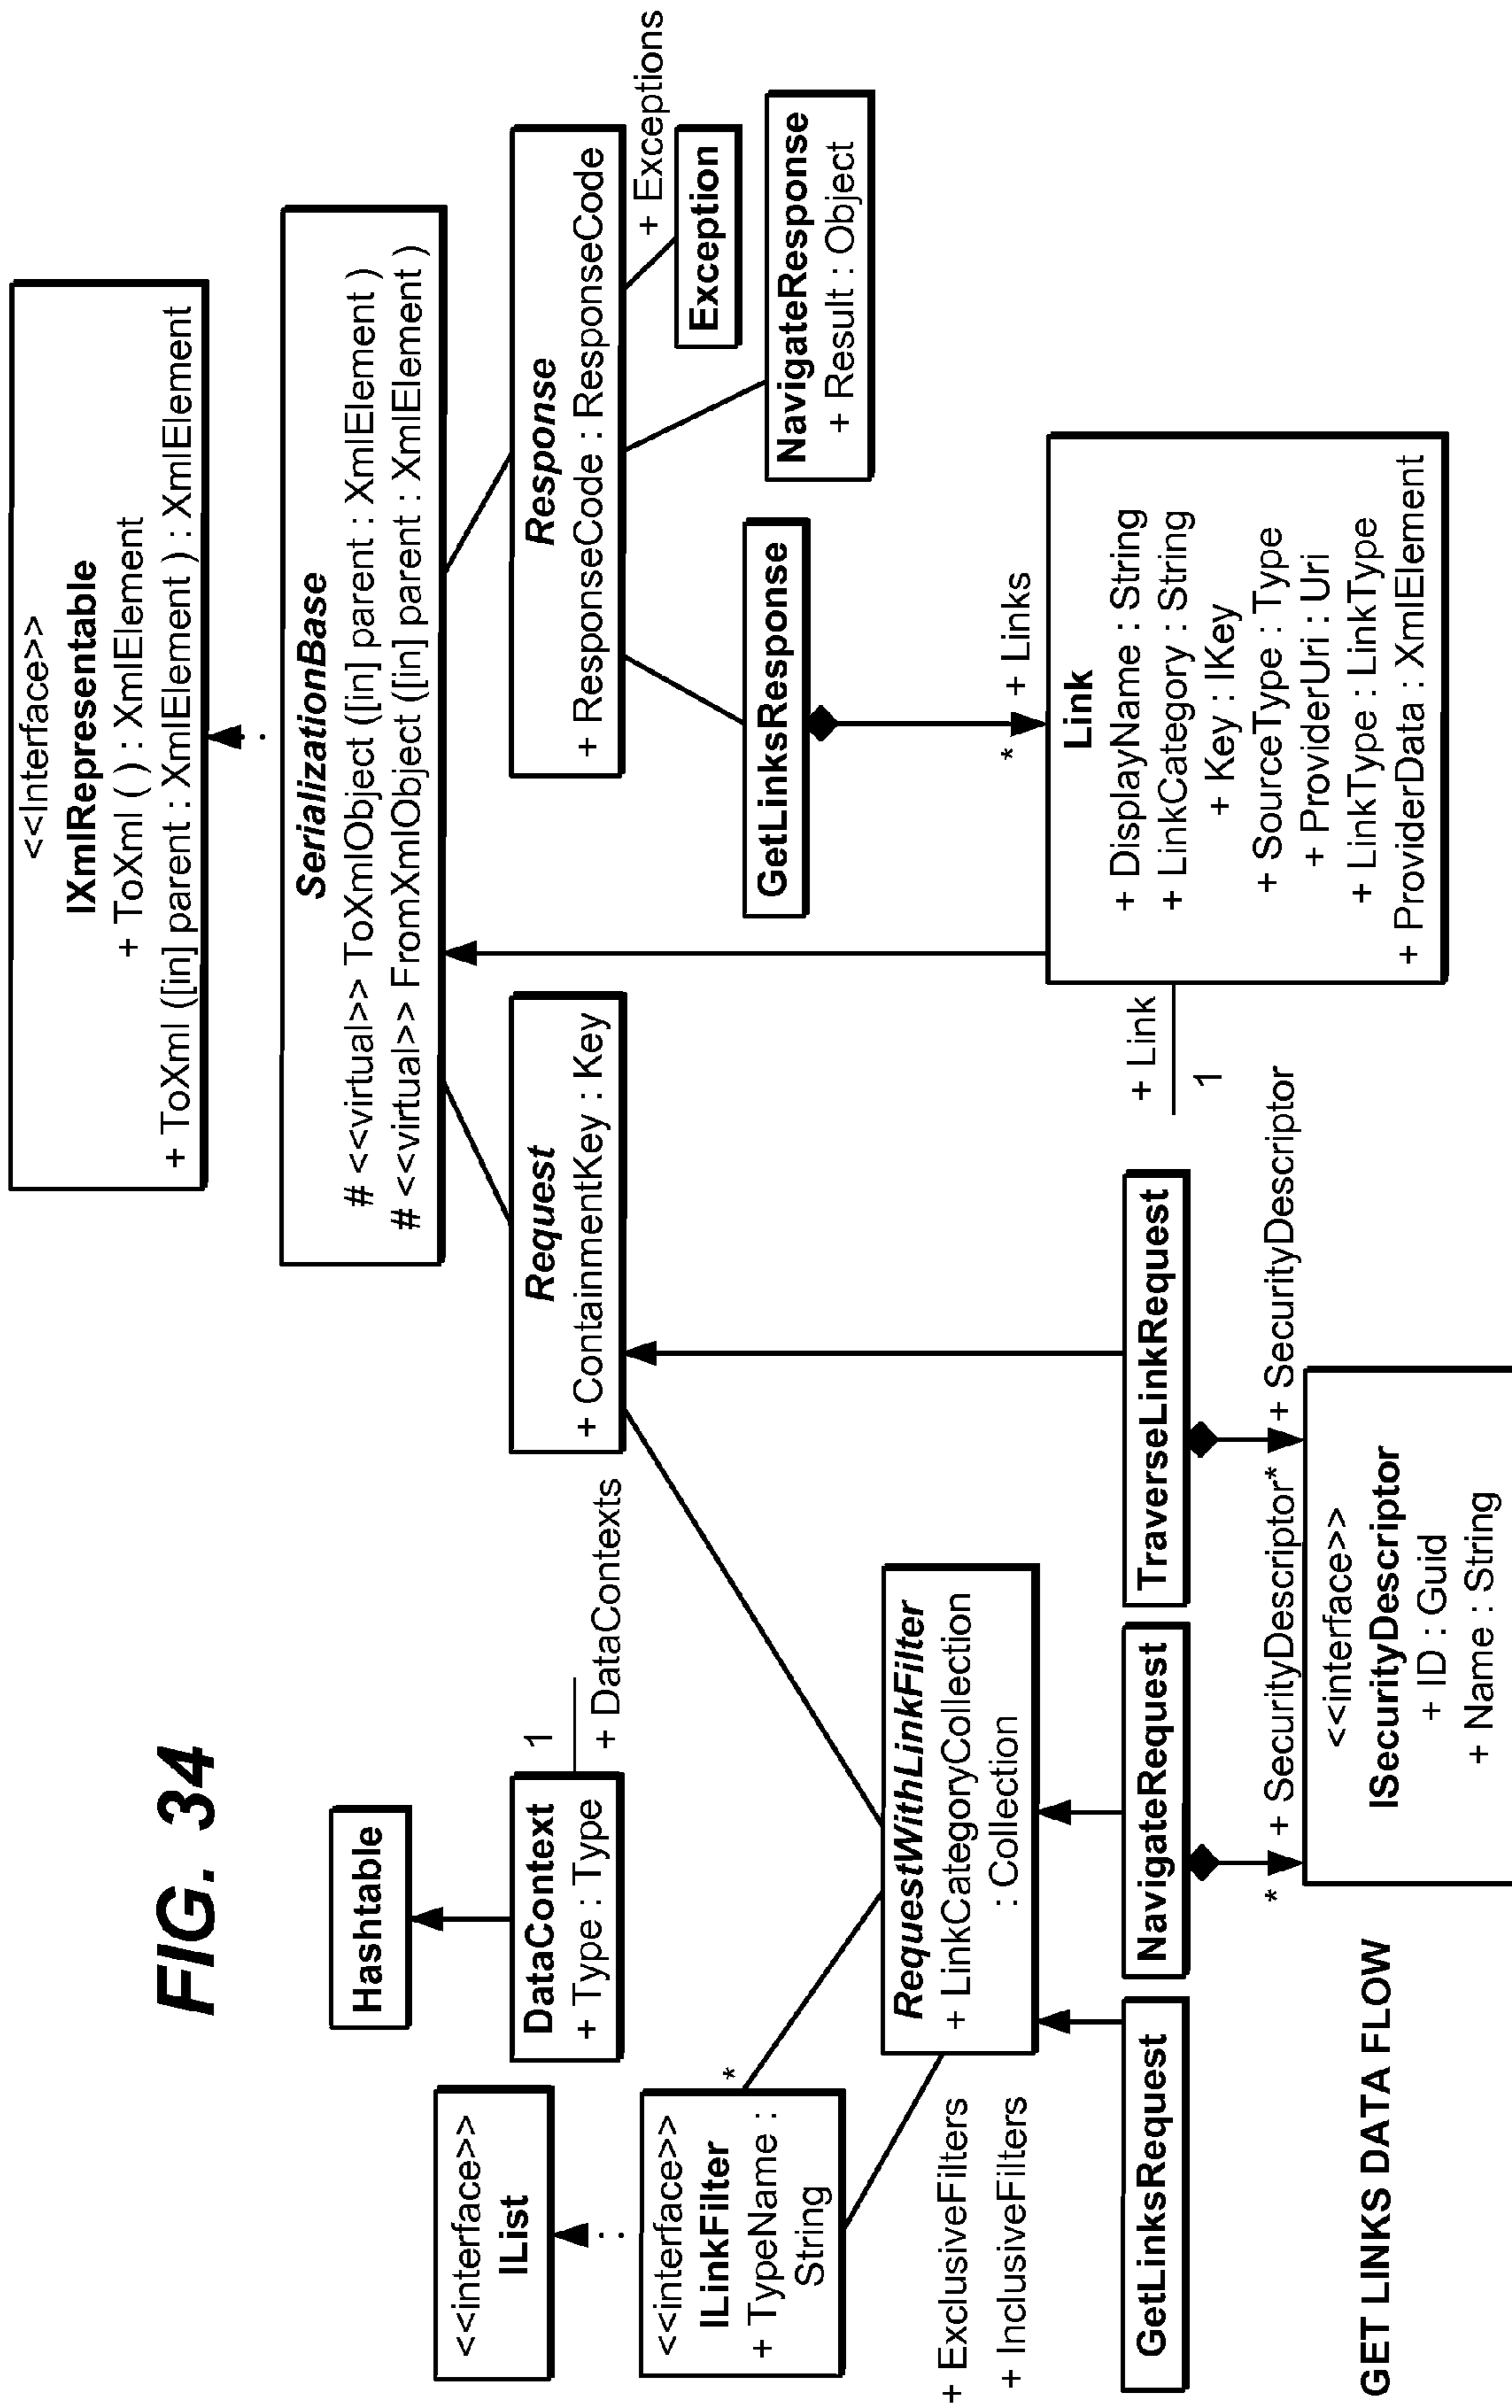 FIG. 34
<<Interface>>
IXmlRepresentable
+ ToXml ( ) : XmlElement
+ ToXml ([in] parent : XmlElement ) : XmlElement
SerializationBase
# <<virtual>> ToXmlObject ([in] parent : XmlElement )
# <<virtual>> FromXmlObject ([in] parent : XmlElement )
Hashtable
<<interface>>
IList
DataContext
+ Type : Type
1
+ DataContexts
Request
+ ContainmentKey : Key
Response
+ ResponseCode : ResponseCode
+ Exceptions
Exception
<<interface>>
ILinkFilter
+ TypeName :
String
*
GetLinksResponse
NavigateResponse
+ Result : Object
RequestWithLinkFilter
+ LinkCategoryCollection
: Collection
+ ExclusiveFilters
+ InclusiveFilters
* + Links
Link
+ DisplayName : String
+ LinkCategory : String
+ Key : IKey
+ SourceType : Type
+ ProviderUri : Uri
+ LinkType : LinkType
+ ProviderData : XmlElement
+ Link
1
GetLinksRequest
NavigateRequest
TraverseLinkRequest
* + SecurityDescriptor* + SecurityDescriptor
<<interface>>
ISecurityDescriptor
+ ID : Guid
+ Name : String
GET LINKS DATA FLOW